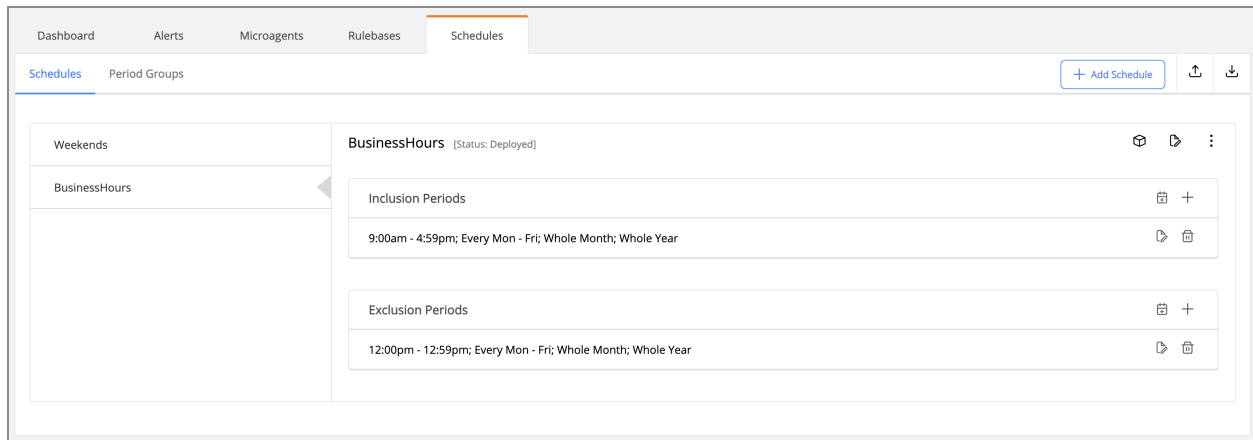 Dashboard Alerts Microagents Rulebases Schedules
Schedules Period Groups + Add Schedule
Weekends
BusinessHours
BusinessHours [Status: Deployed]
Inclusion Periods
9:00am - 4:59pm; Every Mon - Fri; Whole Month; Whole Year
Exclusion Periods
12:00pm - 12:59pm; Every Mon - Fri; Whole Month; Whole Year